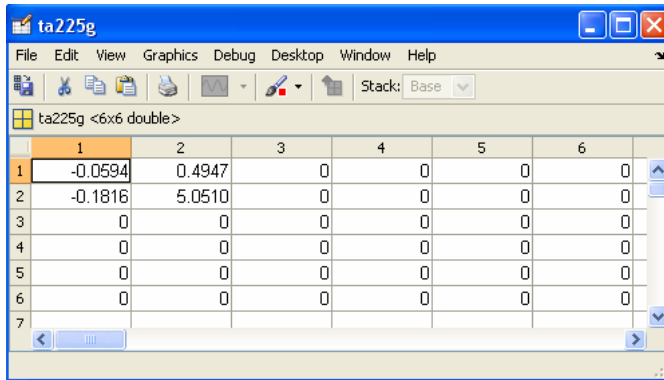 ta225g
File Edit View Graphics Debug Desktop Window Help
Stack: Base
ta225g <6x6 double>
1 2 3 4 5 6
1 -0.0594 0.4947 0 0 0 0
2 -0.1816 5.0510 0 0 0 0
3 0 0 0 0 0 0
4 0 0 0 0 0 0
5 0 0 0 0 0 0
6 0 0 0 0 0 0
7